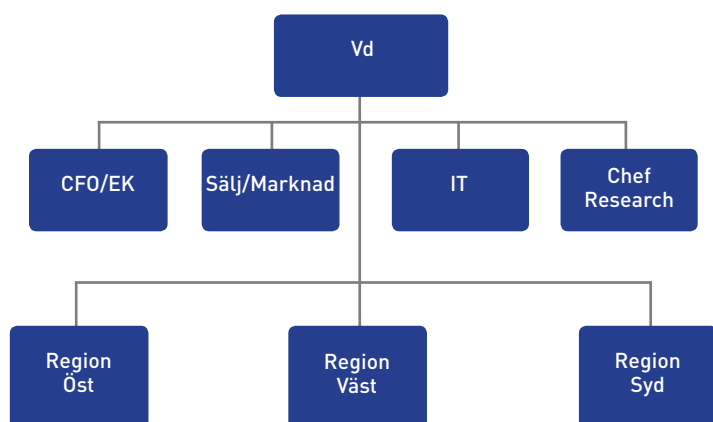 Vd
CFO/EK
Sälj/Marknad
IT
Chef
Research
Region
Öst
Region
Väst
Region
Syd